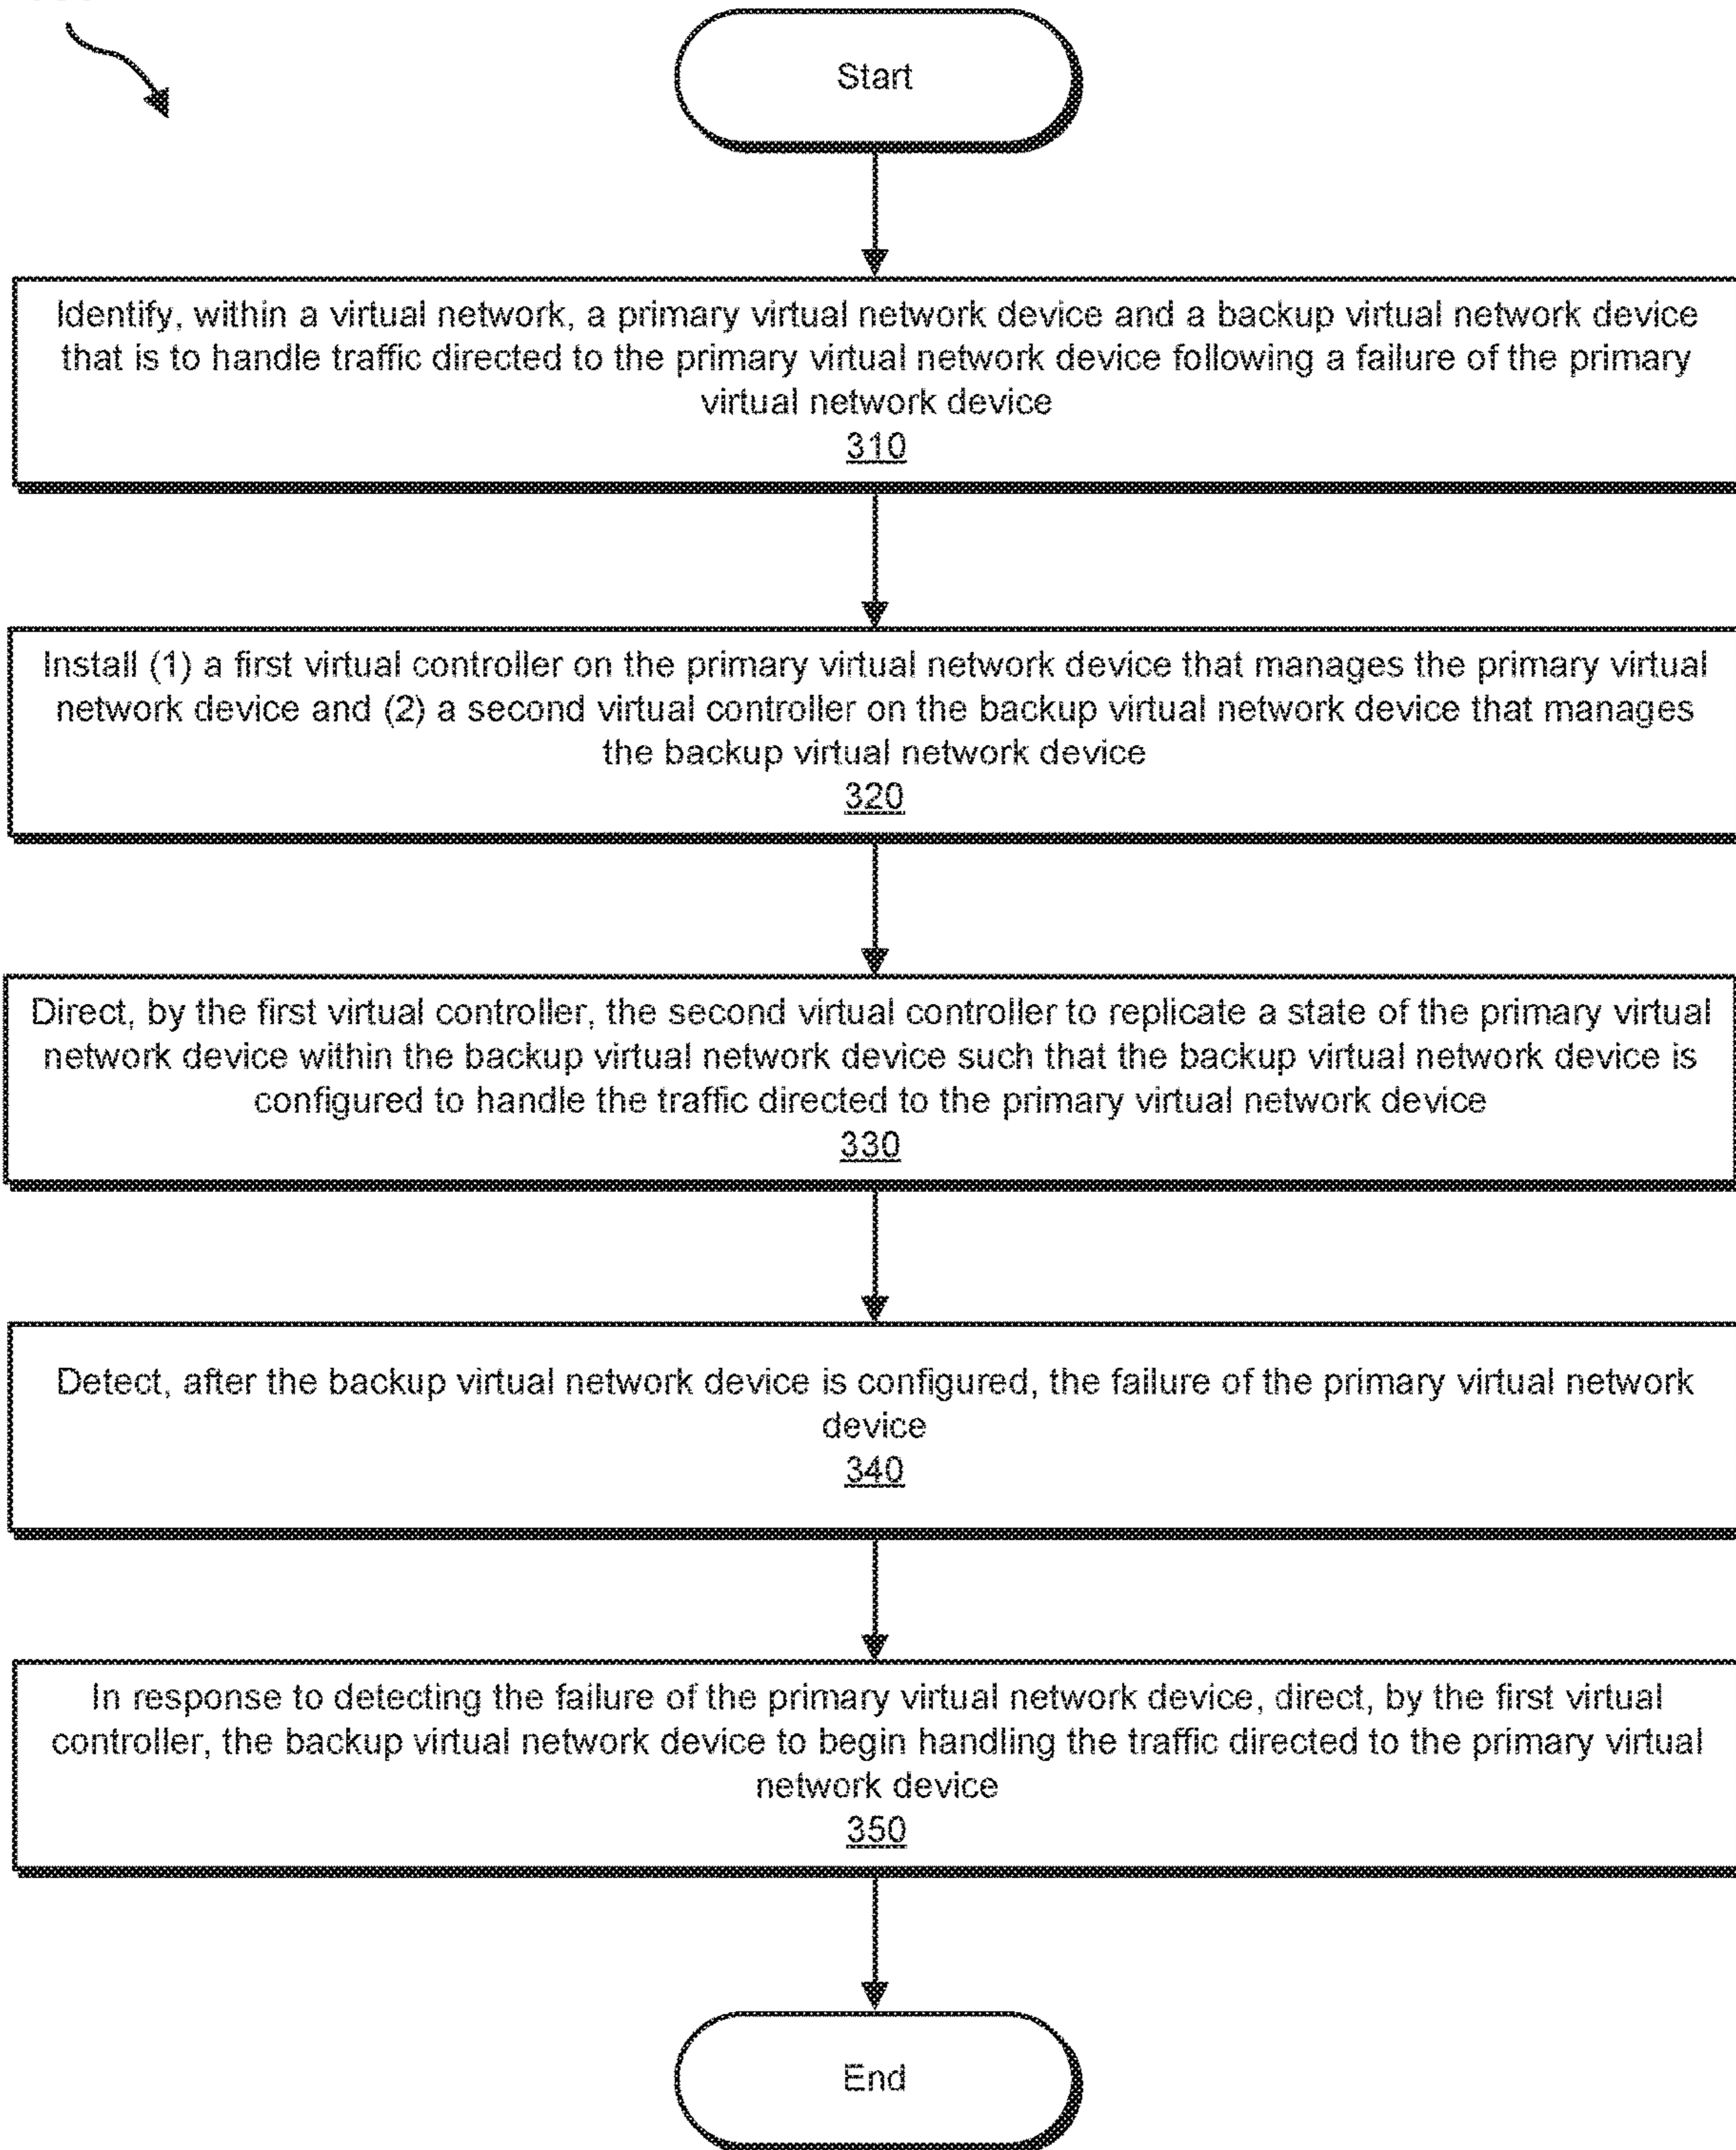 Start
Identify, within a virtual network, a primary virtual network device and a backup virtual network device
that is to handle traffic directed to the primary virtual network device following a failure of the primary
virtual network device
310
Install (1) a first virtual controller on the primary virtual network device that manages the primary virtual
network device and (2) a second virtual controller on the backup virtual network device that manages
the backup virtual network device
320
Direct, by the first virtual controller, the second virtual controller to replicate a state of the primary virtual
network device within the backup virtual network device such that the backup virtual network device is
configured to handle the traffic directed to the primary virtual network device
330
Detect, after the backup virtual network device is configured, the failure of the primary virtual network
device
340
In response to detecting the failure of the primary virtual network device, direct, by the first virtual
controller, the backup virtual network device to begin handling the traffic directed to the primary virtual
network device
350
End